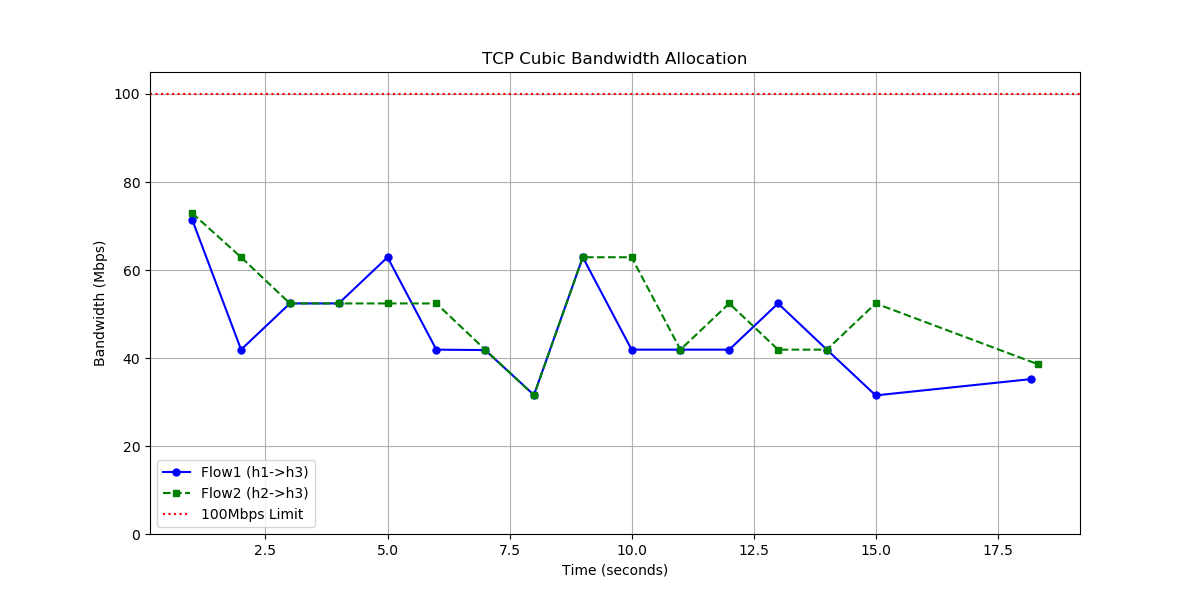 TCP Cubic Bandwidth Allocation
Bandwidth (Mbps)
100
80
60
40
20
0
Flow1 (h1->h3)
Flow2 (h2->h3)
100Mbps Limit
2.5 5.0 7.5 10.0 12.5 15.0 17.5
Time (seconds)